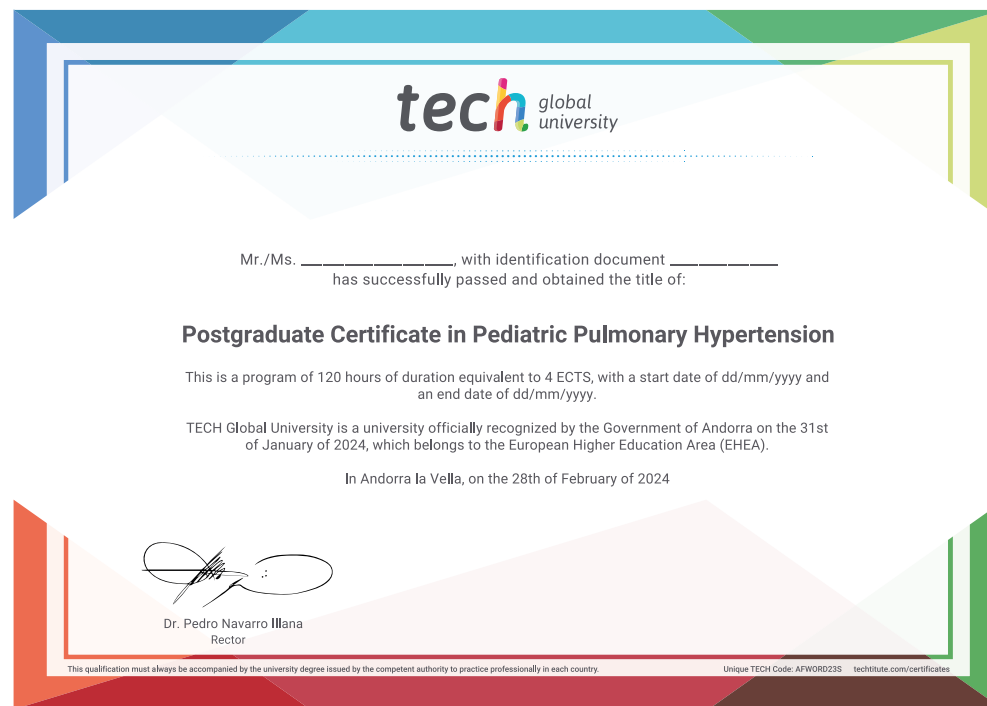 tech global
university
Mr./Ms. ________________, with identification document ____________
has successfully passed and obtained the title of:
Postgraduate Certificate in Pediatric Pulmonary Hypertension
This is a program of 120 hours of duration equivalent to 4 ECTS, with a start date of dd/mm/yyyy and
an end date of dd/mm/yyyy.
TECH Global University is a university officially recognized by the Government of Andorra on the 31st
of January of 2024, which belongs to the European Higher Education Area (EHEA).
In Andorra la Vella, on the 28th of February of 2024
Dr. Pedro Navarro Illana
Rector
This qualification must always be accompanied by the university degree issued by the competent authority to practice professionally in each country. Unique TECH Code: AFWORD23S techtitute.com/certificates